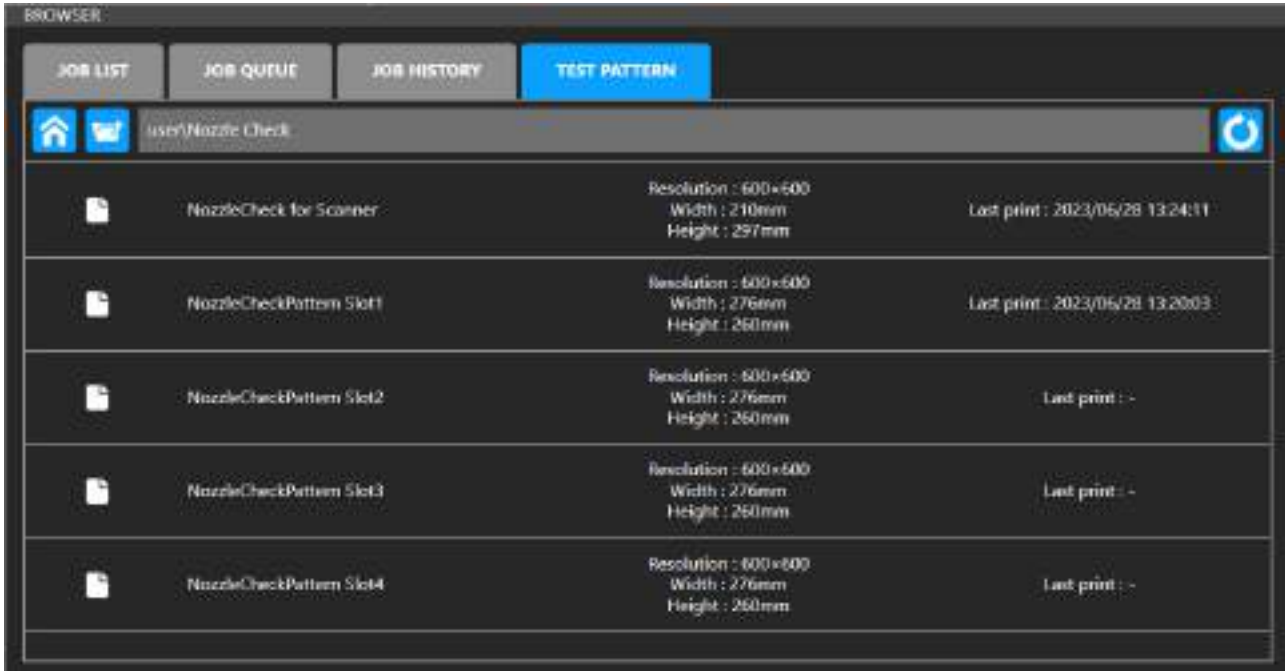 BROWSER
JOB LIST
JOB QUEUE
JOB HISTORY
TEST PATTERN
user\Nozzle Check
NozzleCheck for Scanner
Resolution : 600×600
Width : 210mm
Height : 297mm
Last print : 2023/06/28 13:24:11
NozzleCheckPattern Slot1
Resolution : 600×600
Width : 276mm
Height : 260mm
Last print : 2023/06/28 13:20:03
NozzleCheckPattern Slot2
Resolution : 600×600
Width : 276mm
Height : 260mm
Last print : -
NozzleCheckPattern Slot3
Resolution : 600×600
Width : 276mm
Height : 260mm
Last print : -
NozzleCheckPattern Slot4
Resolution : 600×600
Width : 276mm
Height : 260mm
Last print : -